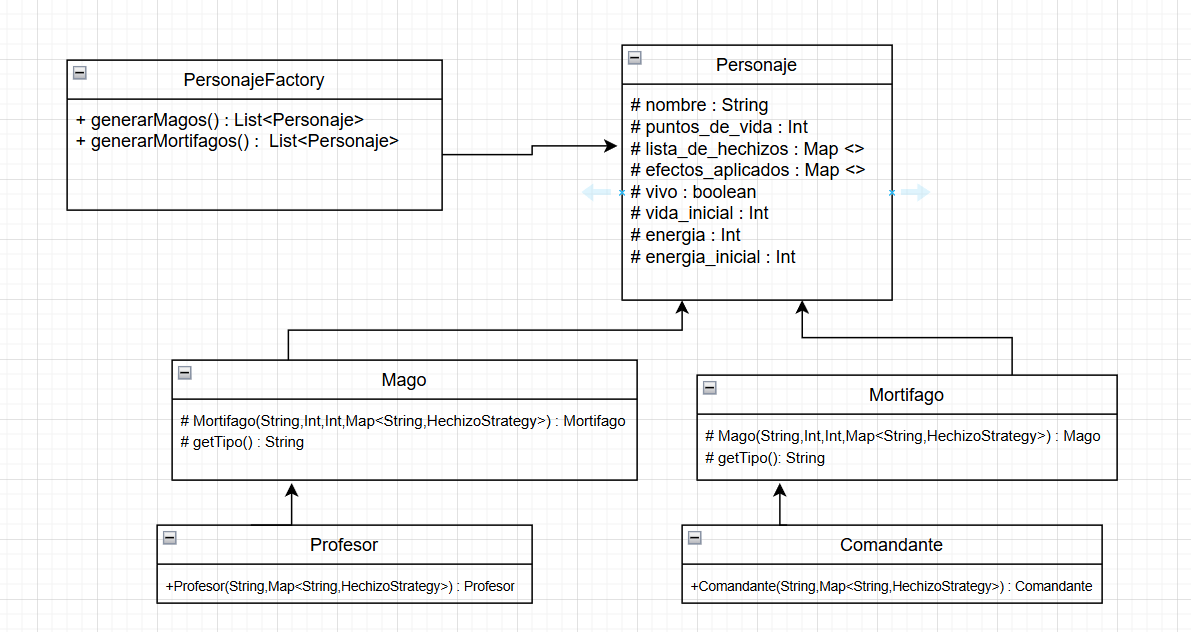 PersonajeFactory
+ generarMagos() : List<Personaje>
+ generarMortifagos() : List<Personaje>
Personaje
# nombre : String
# puntos_de_vida : Int
# lista_de_hechizos : Map <>
# efectos_aplicados : Map <>
# vivo : boolean
# vida_inicial : Int
# energia : Int
# energia_inicial : Int
Mago
# Mortifago(String,Int,Int,Map<String,HechizoStrategy>) : Mortifago
# getTipo() : String
Mortifago
# Mago(String,Int,Int,Map<String,HechizoStrategy>) : Mago
# getTipo(): String
Profesor
+Profesor(String,Map<String,HechizoStrategy>) : Profesor
Comandante
+Comandante(String,Map<String,HechizoStrategy>) : Comandante